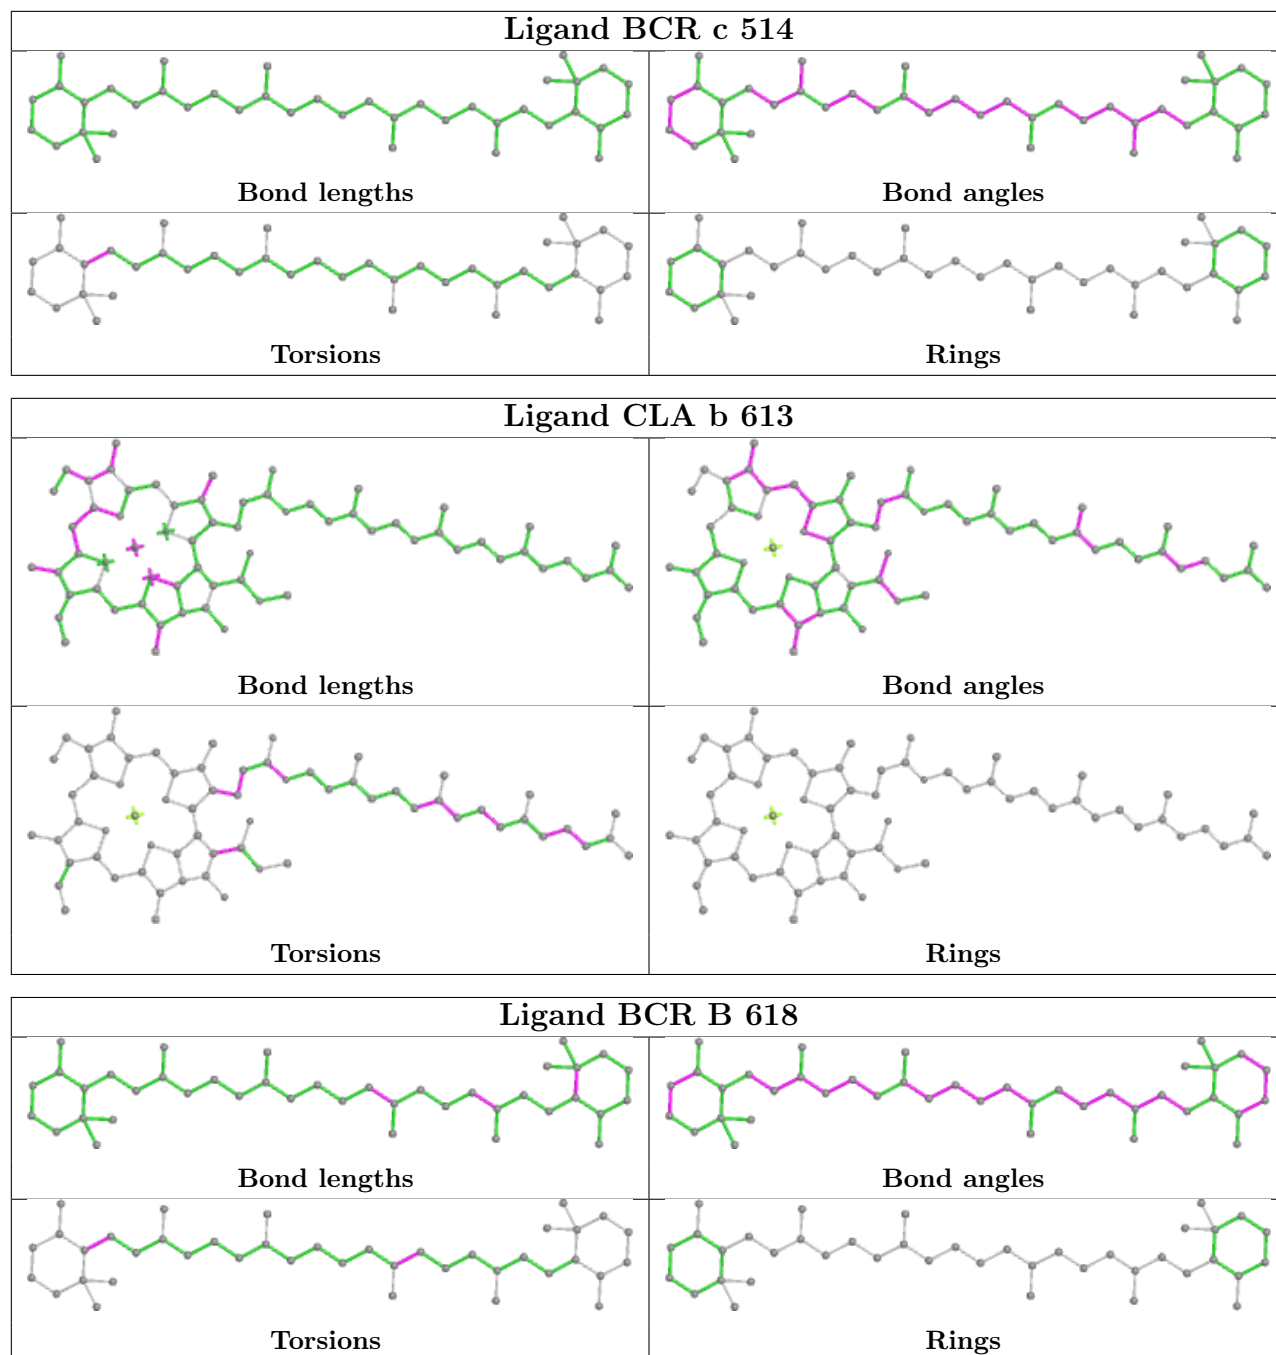 Ligand BCR c 514
Bond lengths
Bond angles
Torsions
Rings
Ligand CLA b 613
Bond lengths
Bond angles
Torsions
Rings
Ligand BCR B 618
Bond lengths
Bond angles
Torsions
Rings